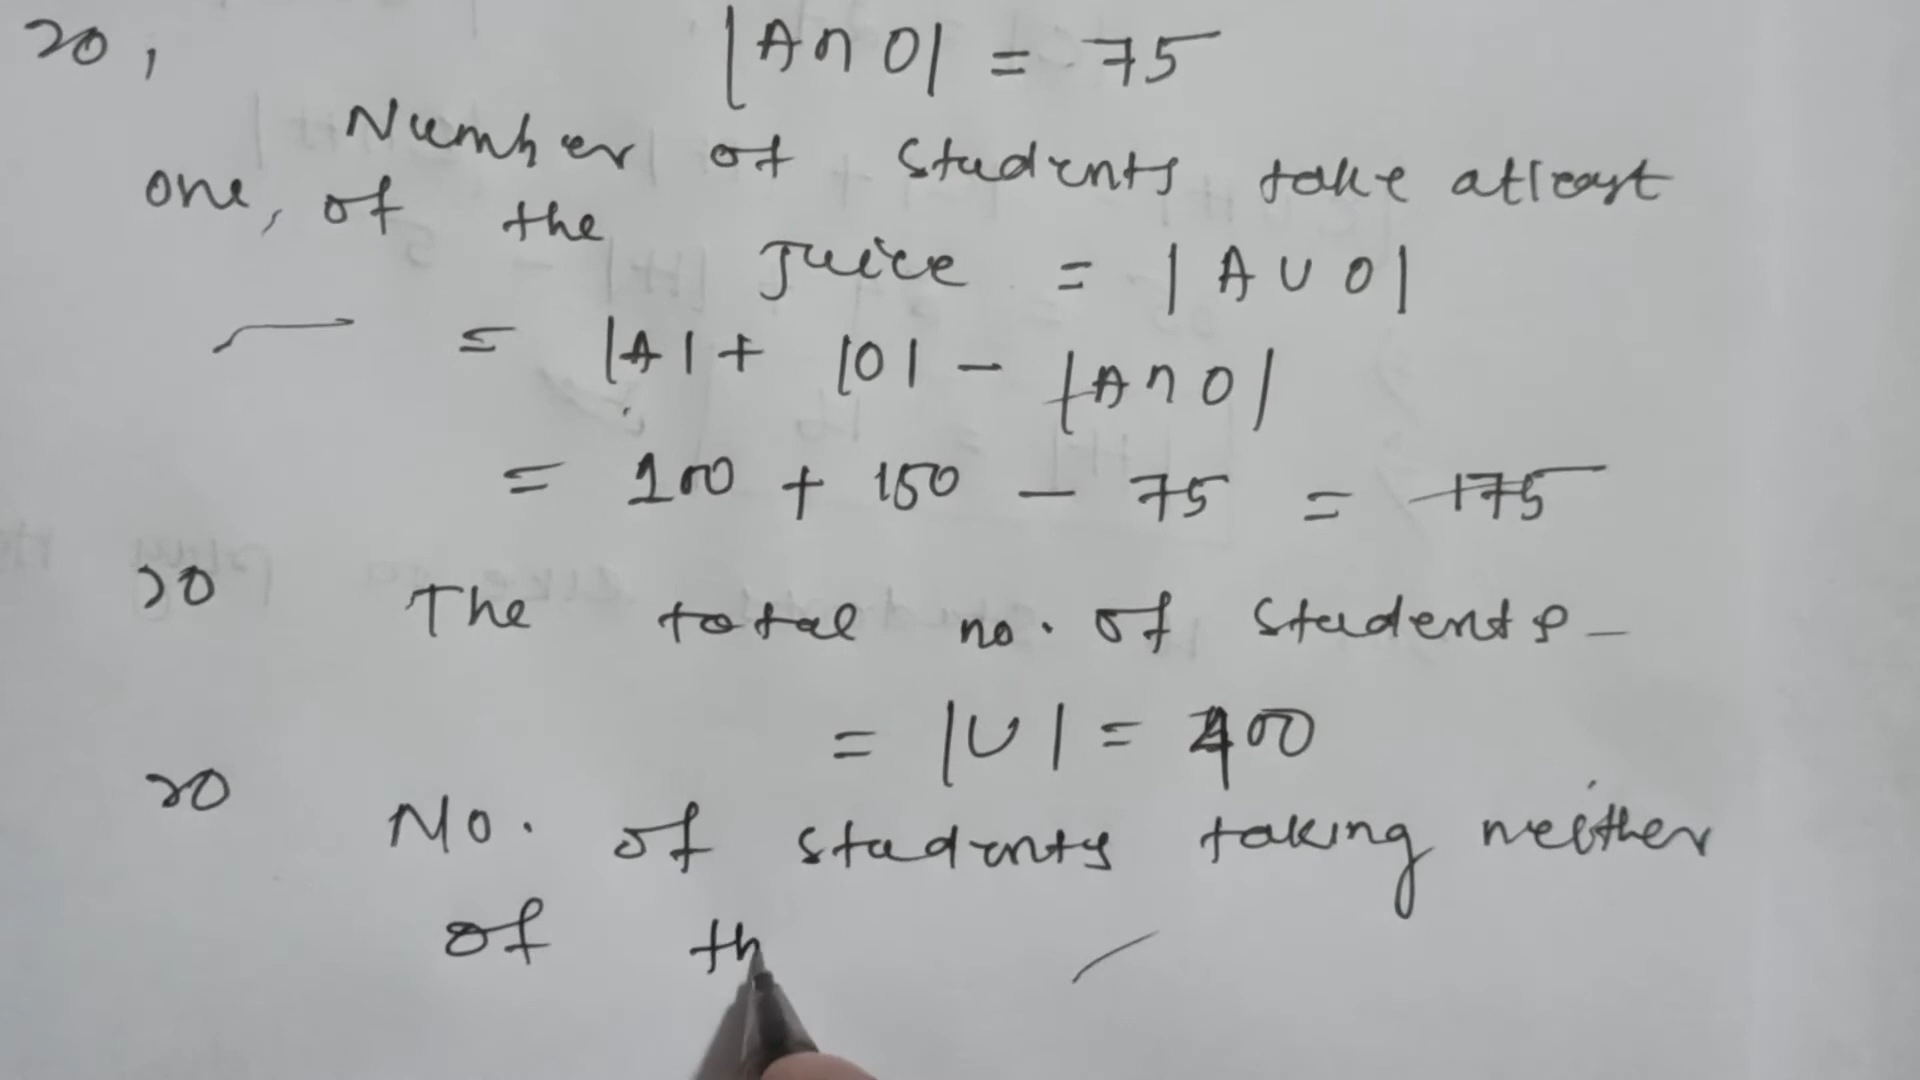 so, |A∩O| = 75
Number of students take atleast
one, of the Juice = |A∪O|
= |A| + |O| - |A∩O|
= 100 + 150 - 75 = 175
so The total no. of students
= |U| = 400
so No. of students taking neither
of th